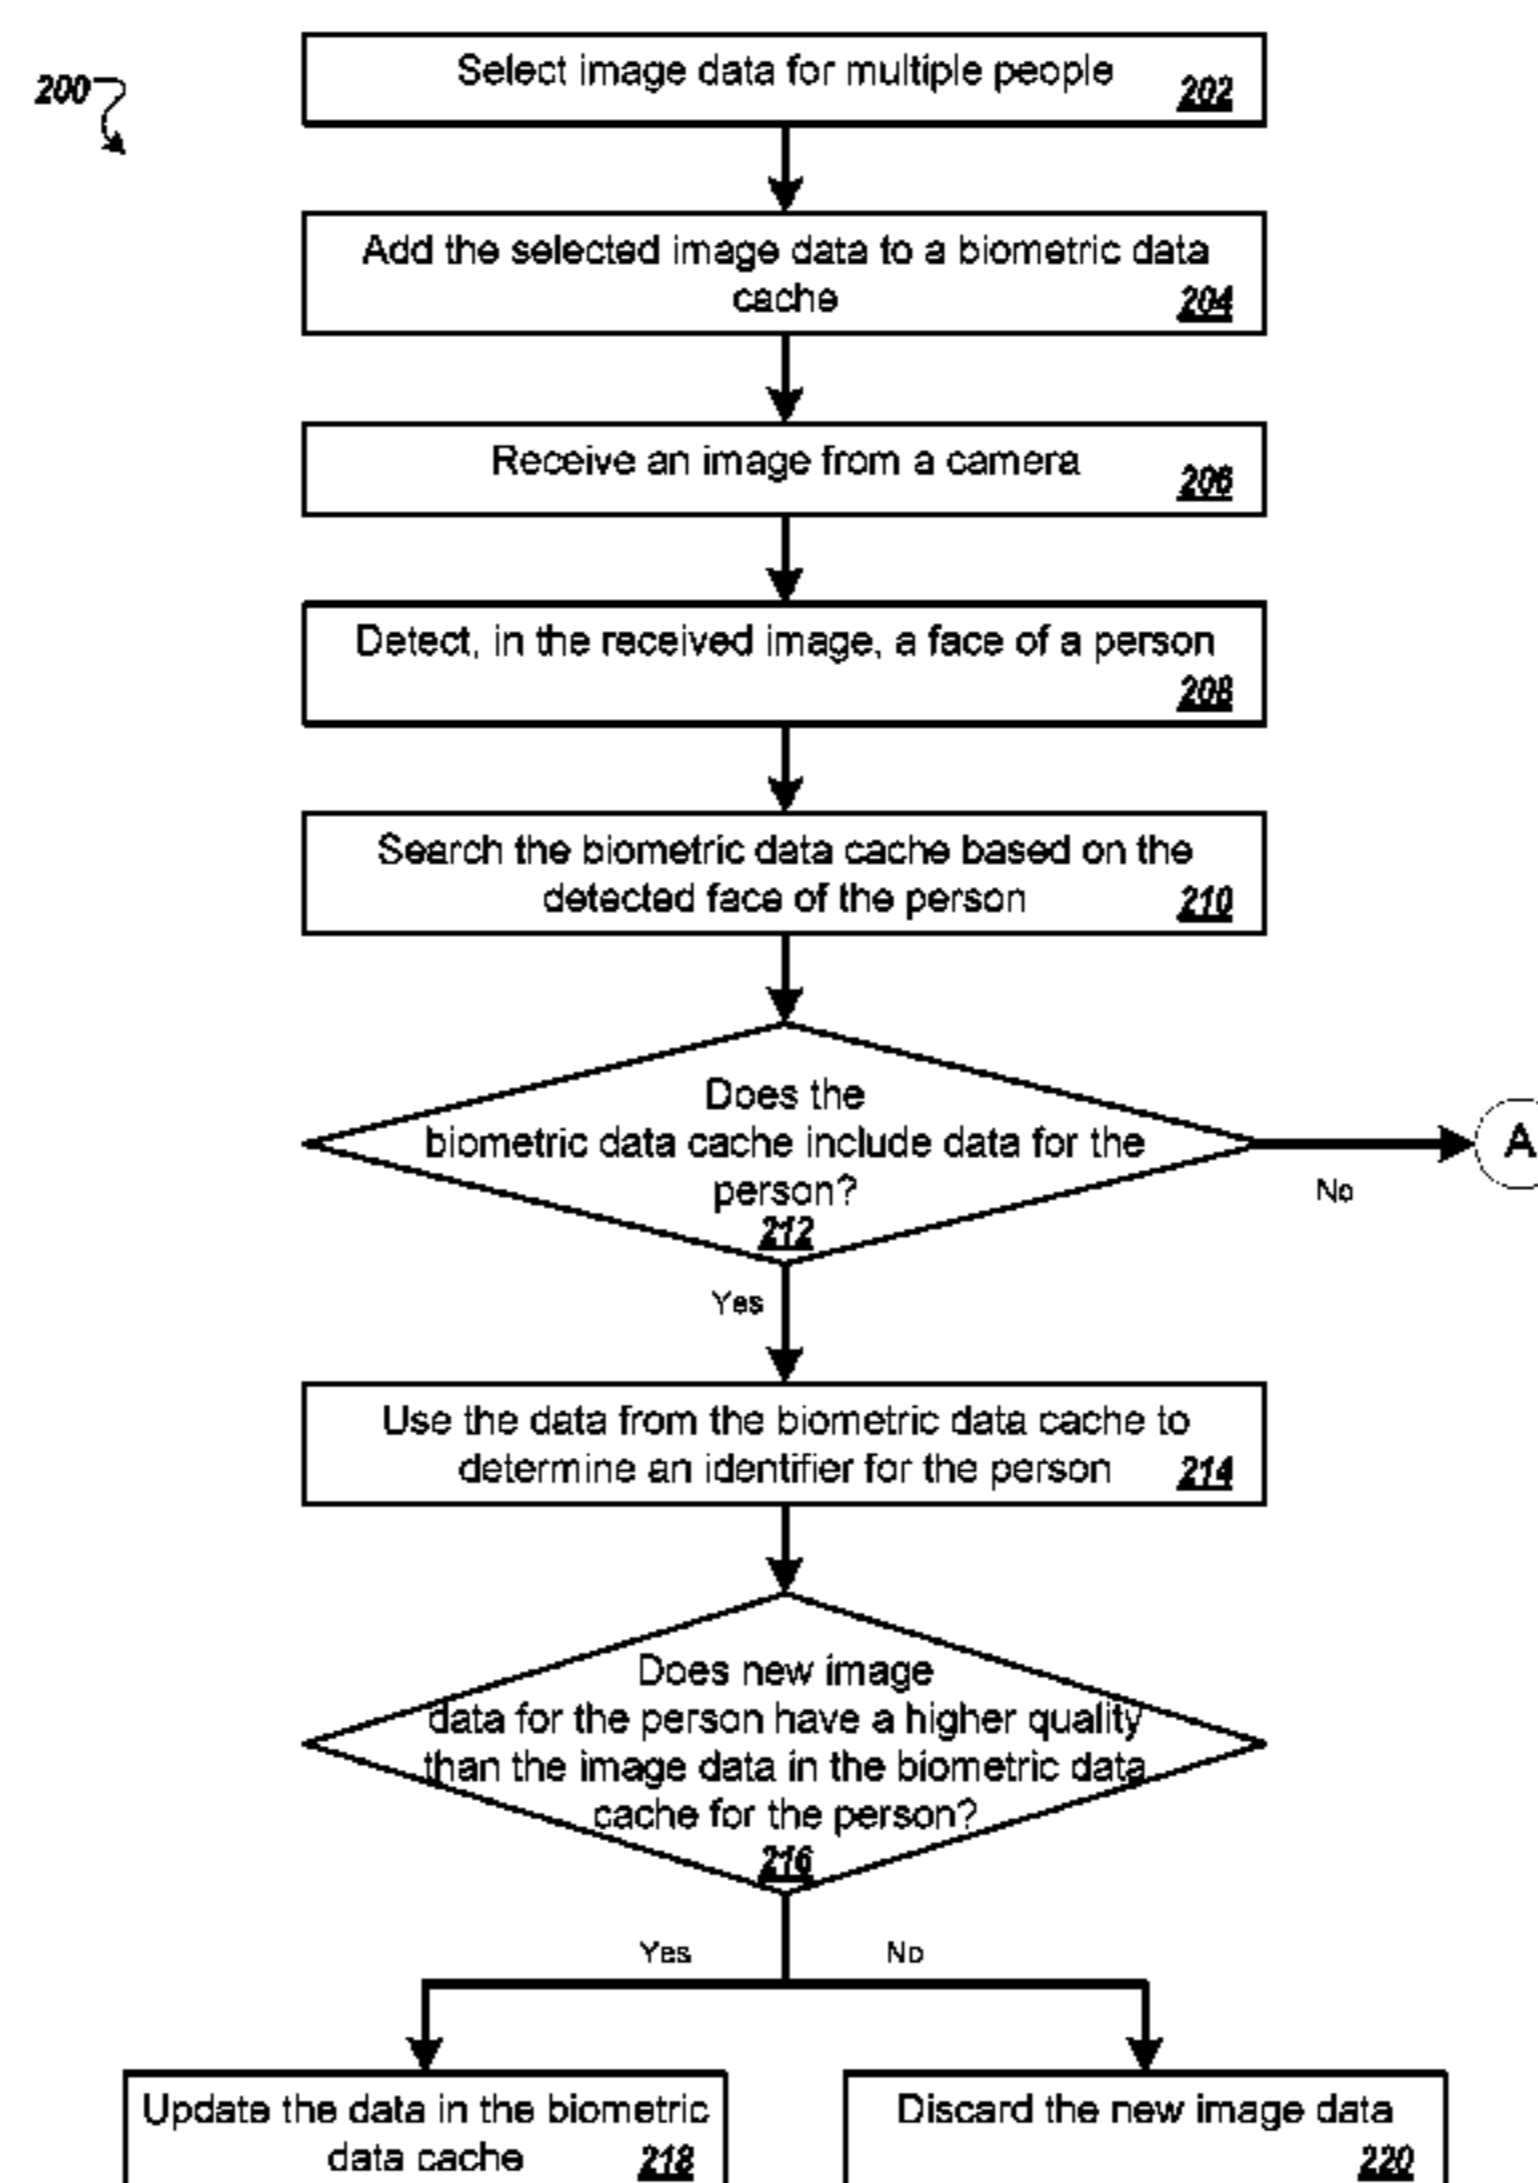 200
Select image data for multiple people
202
Add the selected image data to a biometric data
cache
204
Receive an image from a camera
206
Detect, in the received image, a face of a person
208
Search the biometric data cache based on the
detected face of the person
210
Does the
biometric data cache include data for the
person?
212
No
A
Yes
Use the data from the biometric data cache to
determine an identifier for the person
214
Does new image
data for the person have a higher quality
than the image data in the biometric data
cache for the person?
216
Yes
No
Update the data in the biometric
data cache
218
Discard the new image data
220